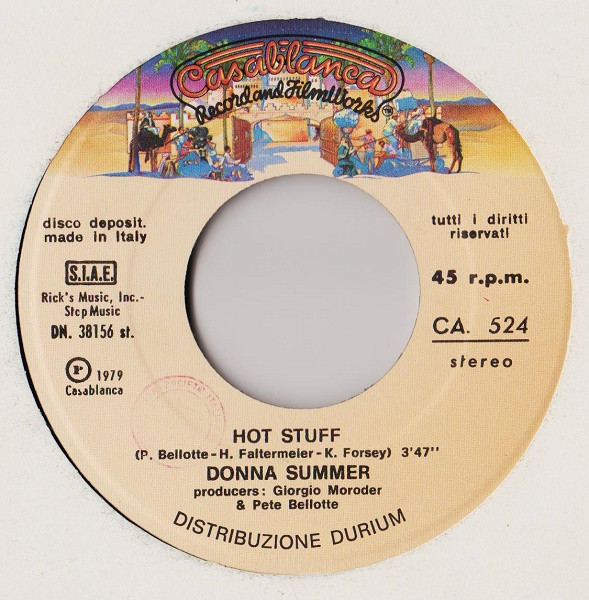 Casablanca
Record and FilmWorks
disco deposit.
made in Italy
tutti i diritti
riservati
S.I.A.E.
Rick's Music, Inc.-
Stop Music
DN. 38156 st.
45 r.p.m.
CA. 524
stereo
P 1979
Casablanca
SOCIETA'
HOT STUFF
(P. Bellotte - H. Faltermeier - K. Forsey) 3'47''
DONNA SUMMER
producers: Giorgio Moroder
& Pete Bellotte
DISTRIBUZIONE DURIUM